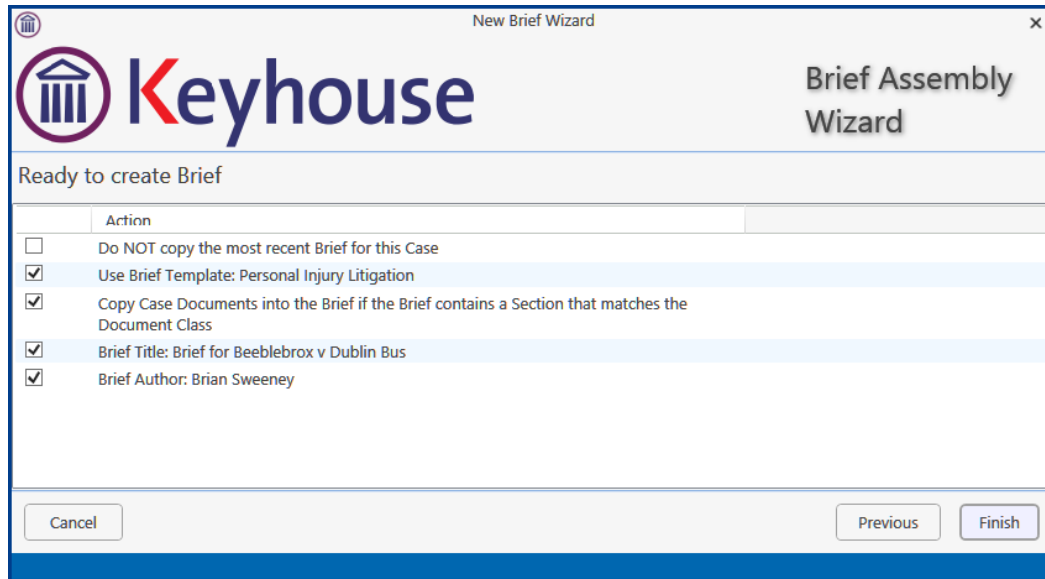 New Brief Wizard
Keyhouse
Brief Assembly
Wizard
Ready to create Brief
Action
Do NOT copy the most recent Brief for this Case
Use Brief Template: Personal Injury Litigation
Copy Case Documents into the Brief if the Brief contains a Section that matches the
Document Class
Brief Title: Brief for Beeblebrox v Dublin Bus
Brief Author: Brian Sweeney
Cancel
Previous
Finish